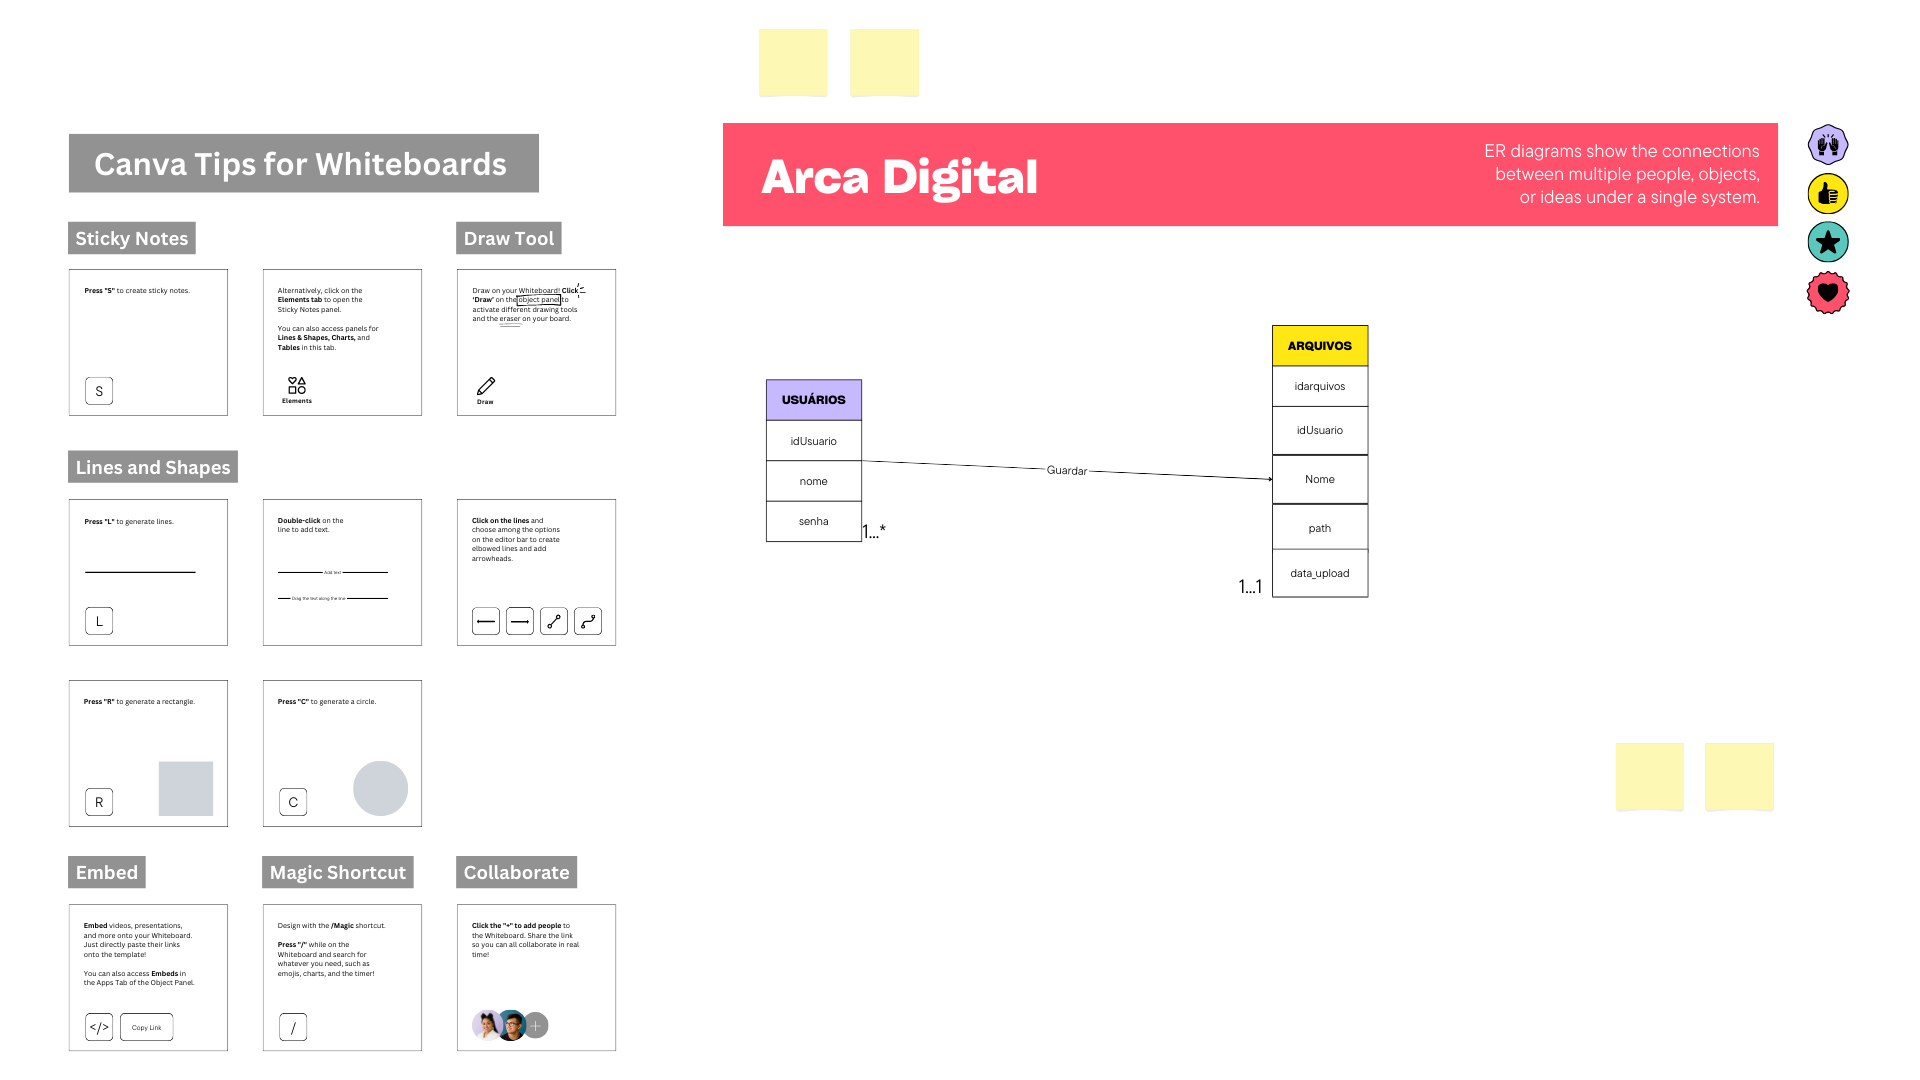 Canva Tips for Whiteboards
Sticky Notes
Press "S" to create sticky notes.
S
Alternatively, click on the
Elements tab to open the
Sticky Notes panel.
You can also access panels for
Lines & Shapes, Charts, and
Tables in this tab.
Elements
Draw Tool
Draw on your Whiteboard! Click
'Draw' on the object panel to
activate different drawing tools
and the eraser on your board.
Draw
Lines and Shapes
Press "L" to generate lines.
L
Double-click on the
line to add text.
Add text
Drag the text along the line
Click on the lines and
choose among the options
on the editor bar to create
elbowed lines and add
arrowheads.
Press "R" to generate a rectangle.
R
Press "C" to generate a circle.
C
Embed
Embed videos, presentations,
and more onto your Whiteboard.
Just directly paste their links
onto the template!
You can also access Embeds in
the Apps Tab of the Object Panel.
</>
Copy Link
Magic Shortcut
Design with the /Magic shortcut.
Press "/" while on the
Whiteboard and search for
whatever you need, such as
emojis, charts, and the timer!
/
Collaborate
Click the "+" to add people to
the Whiteboard. Share the link
so you can all collaborate in real
time!
+
Arca Digital
ER diagrams show the connections
between multiple people, objects,
or ideas under a single system.
USUÁRIOS
idUsuario
nome
senha
1...*
Guardar
ARQUIVOS
idarquivos
idUsuario
Nome
path
data_upload
1...1